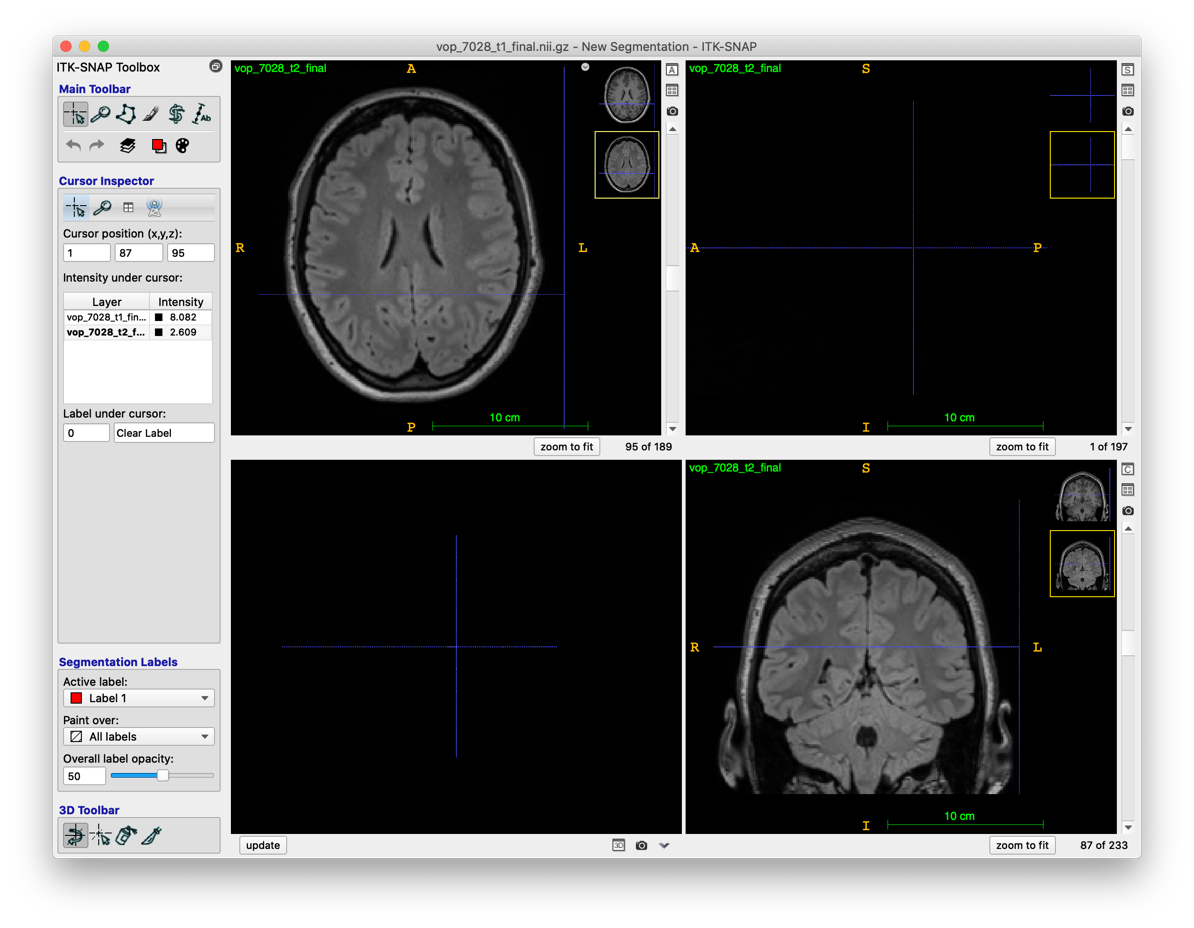 vop_7028_t1_final.nii.gz - New Segmentation - ITK-SNAP
ITK-SNAP Toolbox
Main Toolbar
Ab
Cursor Inspector
Cursor position (x,y,z):
1 87 95
Intensity under cursor:
Layer Intensity
vop_7028_t1_fin... 8.082
vop_7028_t2_f... 2.609
Label under cursor:
0 Clear Label
Segmentation Labels
Active label:
Label 1
Paint over:
All labels
Overall label opacity:
50
3D Toolbar
vop_7028_t2_final
A
A
R
L
10 cm
P
zoom to fit 95 of 189
vop_7028_t2_final
S
S
A
P
10 cm
I
zoom to fit 1 of 197
update
3D
vop_7028_t2_final
S
C
R
L
10 cm
I
zoom to fit 87 of 233